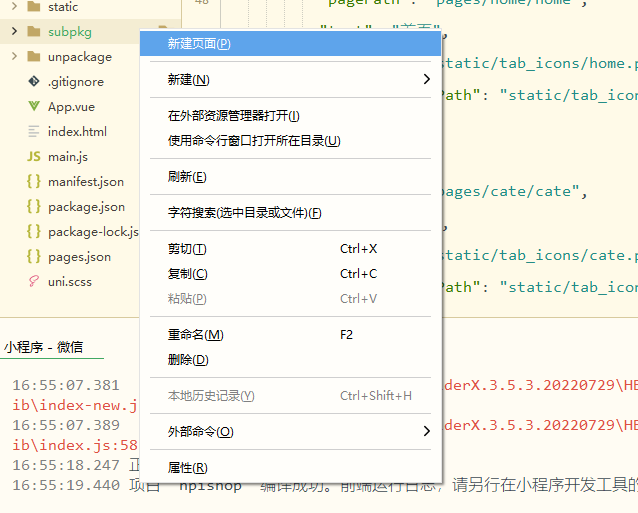 static
48
"pagePath": "pages/home/home",
subpkg
新建页面(P)
static/tab_icons/home.p
unpackage
新建(N)
.gitignore
Path": "static/tab_icon
App.vue
在外部资源管理器打开(I)
index.html
使用命令行窗口打开所在目录(U)
main.js
刷新(E)
manifest.json
pages/cate/cate",
package.json
字符搜索(选中目录或文件)(F)
package-lock.js
剪切(T) Ctrl+X
pages.json
static/tab_icons/cate.p
复制(C) Ctrl+C
uni.scss
Path": "static/tab_icon
粘贴(P) Ctrl+V
重命名(M) F2
小程序 - 微信
删除(D)
16:55:07.381
derX.3.5.3.20220729\HB
本地历史记录(Y) Ctrl+Shift+H
ib\index-new.j
16:55:07.389
derX.3.5.3.20220729\HB
外部命令(O)
ib\index.js:58
16:55:18.247 正
属性(R)
16:55:19.440 项目 "hpishop" 编译成功。前端运行日志，请另行在小程序开发工具的